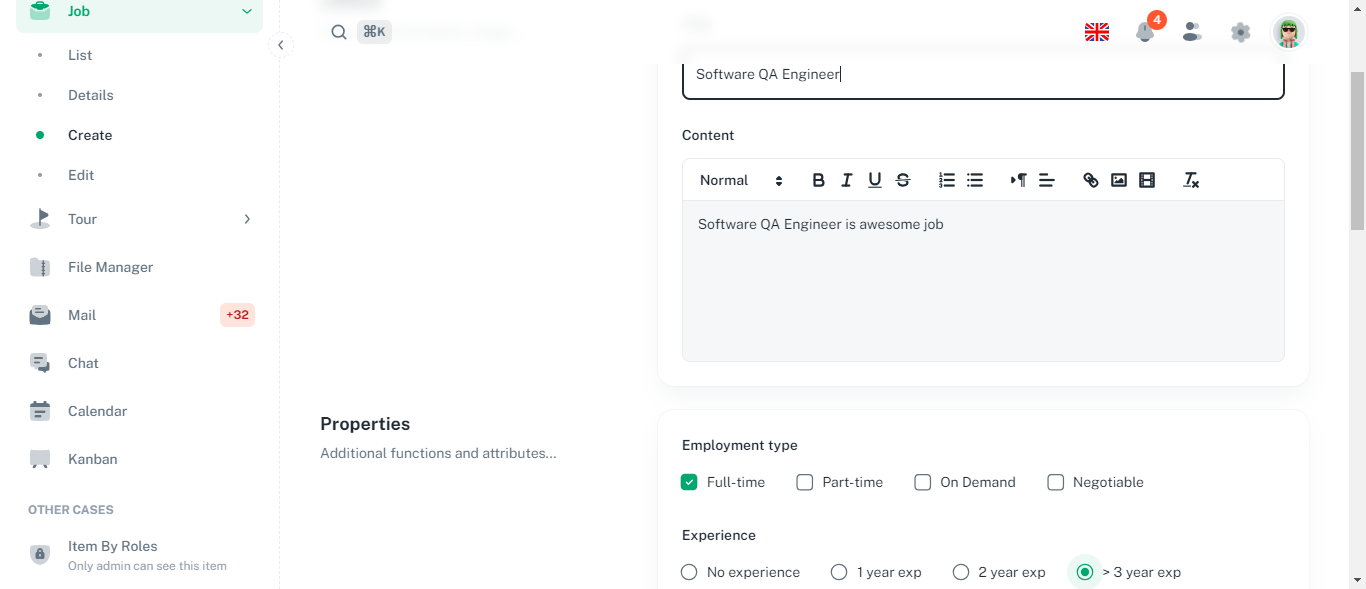 Job
List
Details
Create
Edit
Tour
File Manager
Mail
+32
Chat
Calendar
Kanban
OTHER CASES
Item By Roles
Only admin can see this item
⌘K
4
Software QA Engineer
Content
Normal
Software QA Engineer is awesome job
Properties
Additional functions and attributes...
Employment type
Full-time Part-time On Demand Negotiable
Experience
No experience 1 year exp 2 year exp > 3 year exp